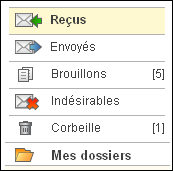 Reçus
Envoyés
Brouillons [5]
Indésirables
Corbeille [1]
Mes dossiers